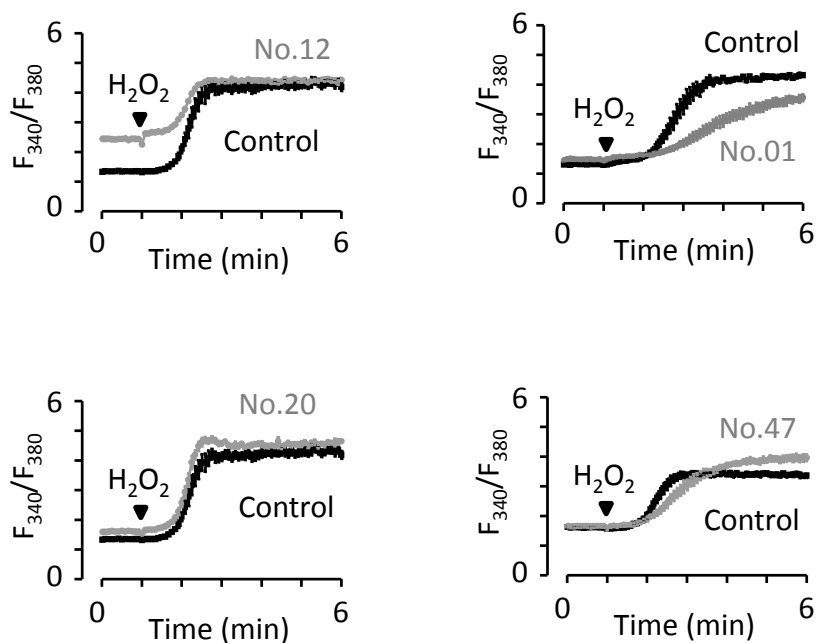 6
No.12
H₂O₂
F₃₄₀/F₃₈₀
Control
0
0
6
Time (min)
6
Control
H₂O₂
F₃₄₀/F₃₈₀
No.01
0
0
6
Time (min)
6
No.20
H₂O₂
F₃₄₀/F₃₈₀
Control
0
0
6
Time (min)
6
No.47
H₂O₂
F₃₄₀/F₃₈₀
Control
0
0
6
Time (min)